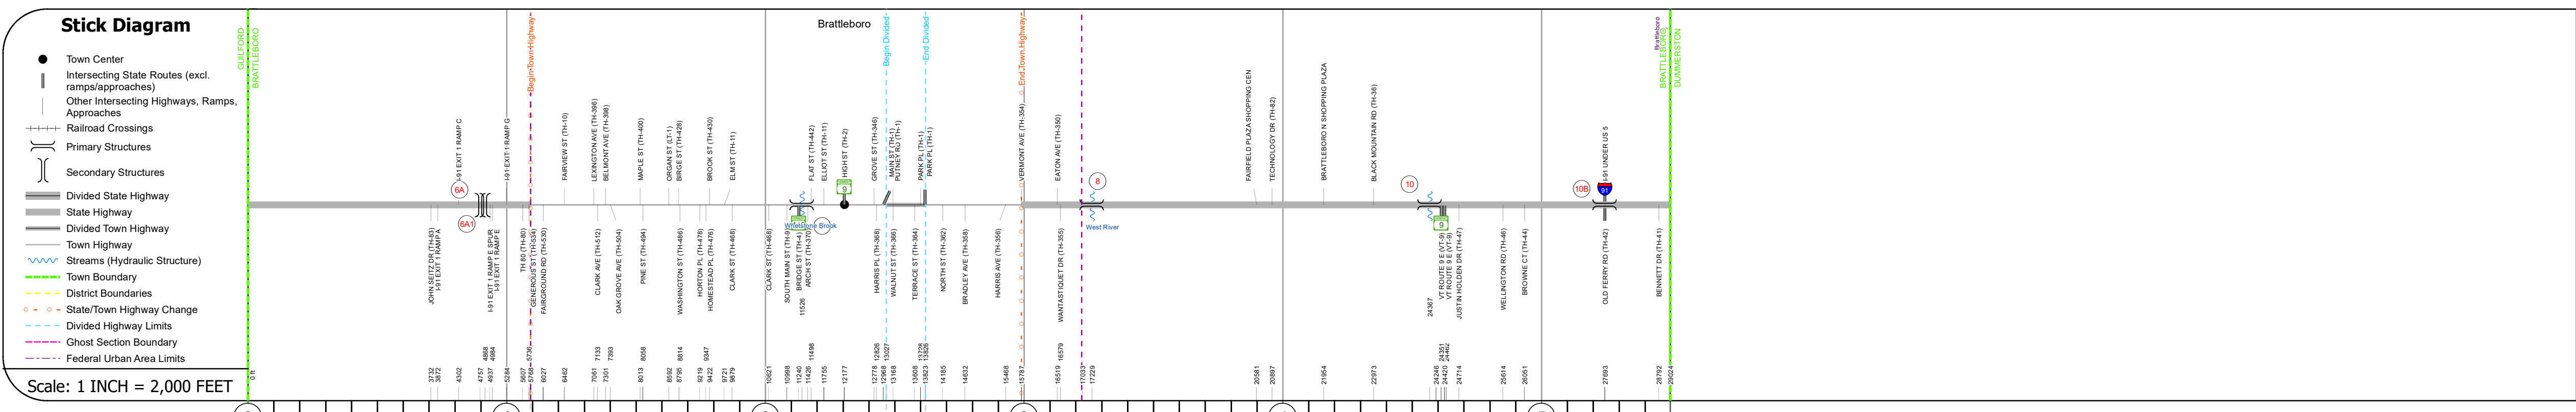 Stick Diagram
Town Center
Intersecting State Routes (excl.
ramps/approaches)
Other Intersecting Highways, Ramps,
Approaches
Railroad Crossings
Primary Structures
Secondary Structures
Divided State Highway
State Highway
Divided Town Highway
Town Highway
Streams (Hydraulic Structure)
Town Boundary
District Boundaries
State/Town Highway Change
Divided Highway Limits
Ghost Section Boundary
Federal Urban Area Limits
Scale: 1 INCH = 2,000 FEET
GUILFORD
BRATTLEBORO
Brattleboro
Begin Town Highway
Begin Divided
End Divided
End Town Highway
Brattleboro
BRATTLEBORO
DUMMERSTON
I-91 EXIT 1 RAMP C
I-91 EXIT 1 RAMP G
FAIRVIEW ST (TH-10)
LEXINGTON AVE (TH-396)
BELMONT AVE (TH-398)
MAPLE ST (TH-400)
ORGAN ST (LT-1)
BIRGE ST (TH-428)
BROOK ST (TH-430)
ELM ST (TH-11)
FLAT ST (TH-442)
ELLIOT ST (TH-11)
HIGH ST (TH-2)
GROVE ST (TH-346)
MAIN ST (TH-1)
PUTNEY RD (TH-1)
PARK PL (TH-1)
PARK PL (TH-1)
VERMONT AVE (TH-354)
EATON AVE (TH-350)
FAIRFIELD PLAZA SHOPPING CEN
TECHNOLOGY DR (TH-82)
BRATTLEBORO N SHOPPING PLAZA
BLACK MOUNTAIN RD (TH-36)
I-91 UNDER US 5
6A
6A1
9
8
10
9
10B
91
Whetstone Brook
West River
JOHN SEITZ DR (TH-83)
I-91 EXIT 1 RAMP A
I-91 EXIT 1 RAMP E SPUR
I-91 EXIT 1 RAMP E
TH 80 (TH-80)
GENEROUS ST (TH-534)
FAIRGROUND RD (TH-530)
CLARK AVE (TH-512)
OAK GROVE AVE (TH-504)
PINE ST (TH-494)
WASHINGTON ST (TH-486)
HORTON PL (TH-478)
HOMESTEAD PL (TH-476)
CLARK ST (TH-468)
CLARK ST (TH-468)
SOUTH MAIN ST (TH-9)
BRIDGE ST (TH-4)
ARCH ST (TH-370)
HARRIS PL (TH-368)
WALNUT ST (TH-366)
TERRACE ST (TH-364)
NORTH ST (TH-362)
BRADLEY AVE (TH-358)
HARRIS AVE (TH-356)
WANTASTIQUET DR (TH-355)
VT ROUTE 9 E (VT-9)
VT ROUTE 9 E (VT-9)
JUSTIN HOLDEN DR (TH-47)
WELLINGTON RD (TH-46)
BROWNE CT (TH-44)
OLD FERRY RD (TH-42)
BENNETT DR (TH-41)
11526
24367
4868
4984
5736
7133
7393
8058
8814
9347
11498
12826
13027
13778
13826
16579
24351
24462
0 ft
3732
3872
4302
4757
4937
5284
5607
5768
6027
6462
7061
7301
8013
8592
8795
9219
9422
9721
9879
10621
10998
11240
11426
11755
12177
12778
12968
13168
13608
13823
14185
14632
15468
15787
16519
17033
17229
20581
20897
21954
22973
24246
24420
24714
25614
26051
27693
28792
29024